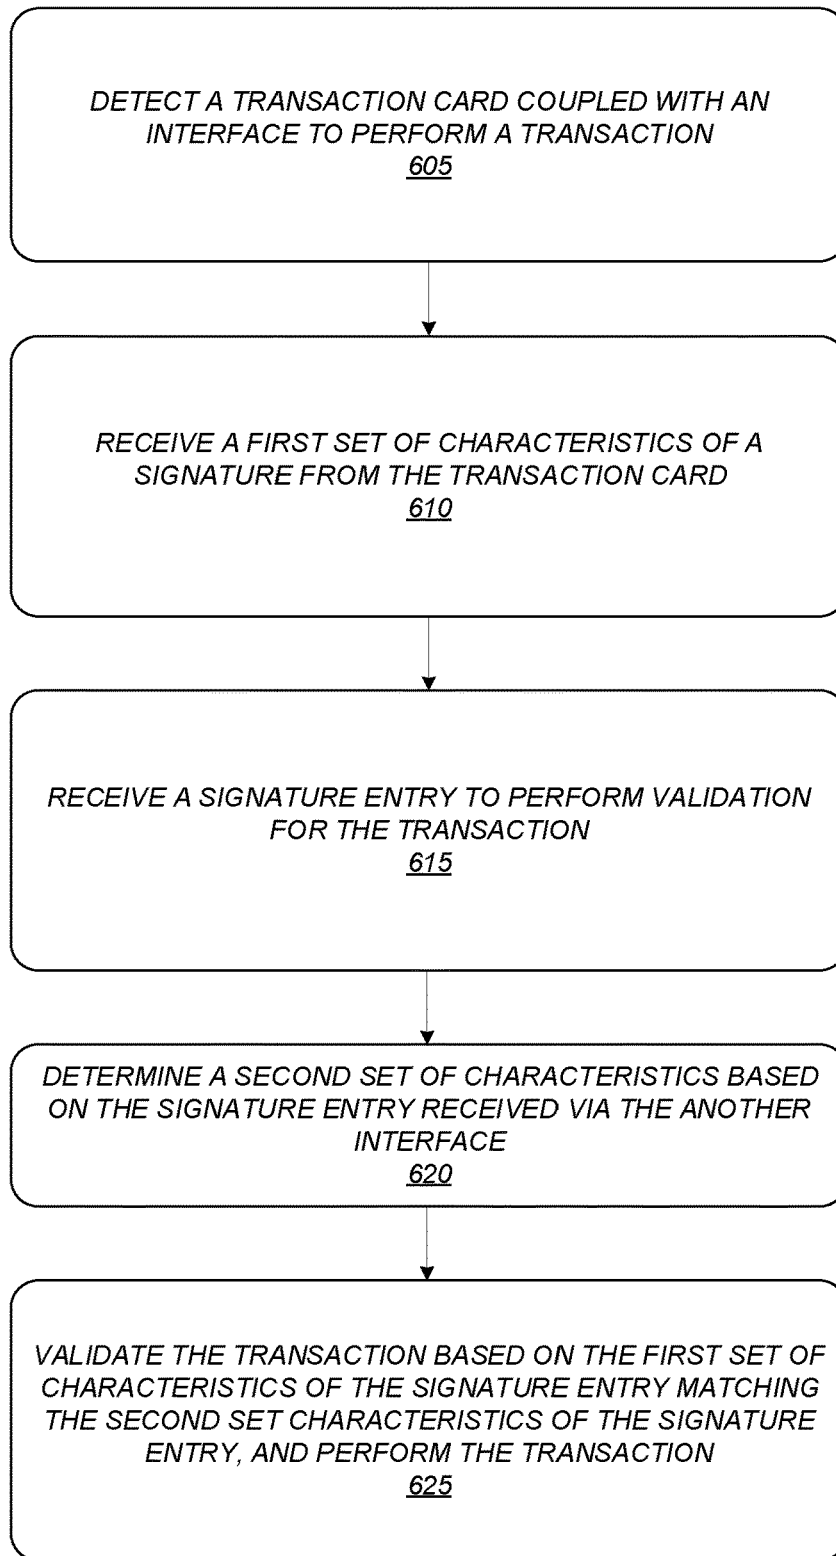 DETECT A TRANSACTION CARD COUPLED WITH AN
INTERFACE TO PERFORM A TRANSACTION
605
RECEIVE A FIRST SET OF CHARACTERISTICS OF A
SIGNATURE FROM THE TRANSACTION CARD
610
RECEIVE A SIGNATURE ENTRY TO PERFORM VALIDATION
FOR THE TRANSACTION
615
DETERMINE A SECOND SET OF CHARACTERISTICS BASED
ON THE SIGNATURE ENTRY RECEIVED VIA THE ANOTHER
INTERFACE
620
VALIDATE THE TRANSACTION BASED ON THE FIRST SET OF
CHARACTERISTICS OF THE SIGNATURE ENTRY MATCHING
THE SECOND SET CHARACTERISTICS OF THE SIGNATURE
ENTRY, AND PERFORM THE TRANSACTION
625